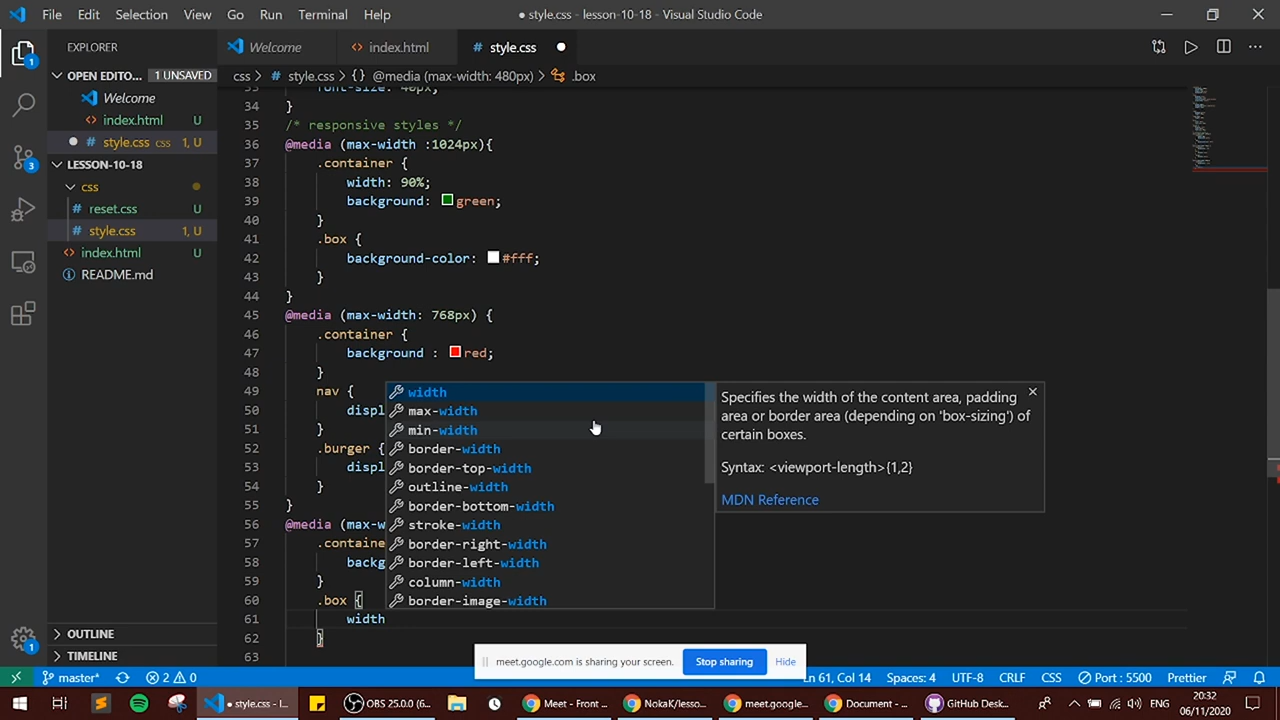 File Edit Selection View Go Run Terminal Help
● style.css - lesson-10-18 - Visual Studio Code
EXPLORER
Welcome
index.html
style.css
OPEN EDITO... 1 UNSAVED
Welcome
index.html U
style.css css 1, U
LESSON-10-18
css
reset.css U
style.css 1, U
index.html U
README.md
OUTLINE
TIMELINE
css > style.css > {} @media (max-width: 480px) > .box
33 font-size: 40px;
34 }
35 /* responsive styles */
36 @media (max-width :1024px){
37 .container {
38 width: 90%;
39 background: green;
40 }
41 .box {
42 background-color: #fff;
43 }
44 }
45 @media (max-width: 768px) {
46 .container {
47 background : red;
48 }
49 nav {
50 displ
51 }
52 .burger {
53 displ
54 }
55 }
56 @media (max-w
57 .containe
58 backg
59 }
60 .box {
61 width
62 }
63
width
max-width
min-width
border-width
border-top-width
outline-width
border-bottom-width
stroke-width
border-right-width
border-left-width
column-width
border-image-width
Specifies the width of the content area, padding
area or border area (depending on 'box-sizing') of
certain boxes.
Syntax: <viewport-length>{1,2}
MDN Reference
meet.google.com is sharing your screen. Stop sharing Hide
master* 2 0 Ln 61, Col 14 Spaces: 4 UTF-8 CRLF CSS Port : 5500 Prettier
style.css - l...
OBS 25.0.0 (6...
Meet - Front ...
NokaK/lesso...
meet.google...
Document - ...
GitHub Desk...
20:32
06/11/2020